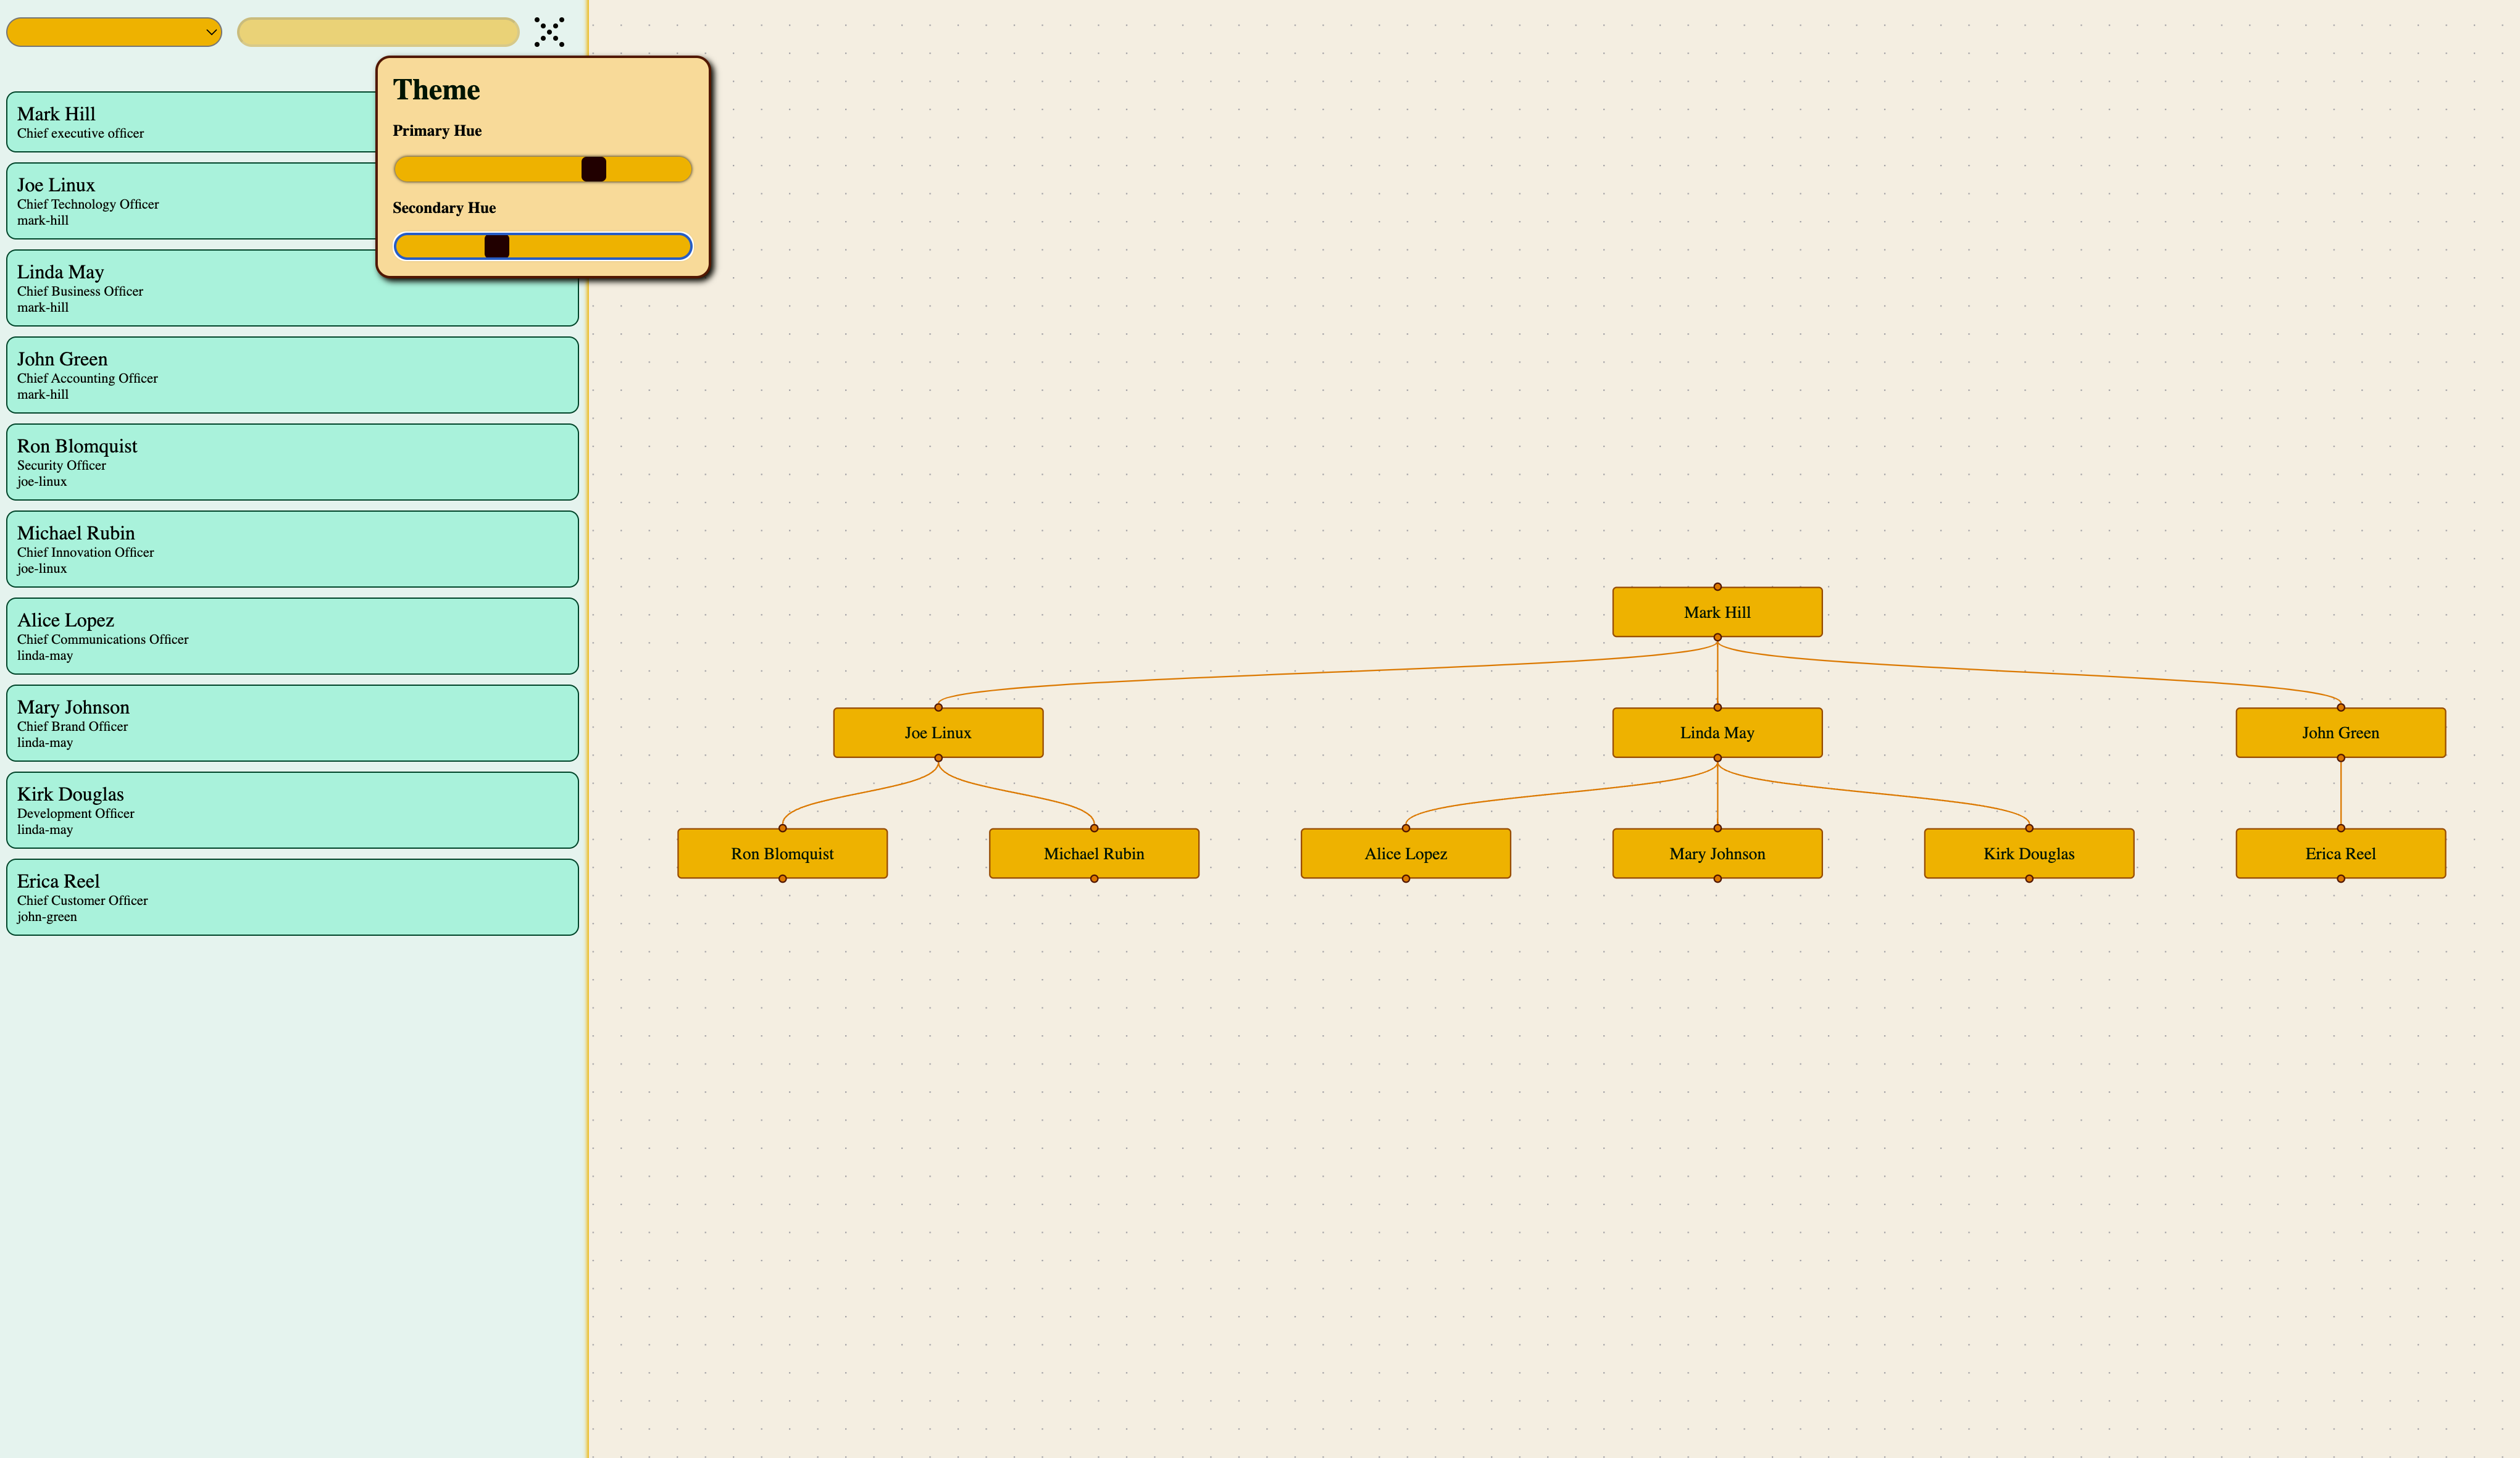 Theme
Primary Hue
Secondary Hue
Mark Hill
Chief executive officer
Joe Linux
Chief Technology Officer
mark-hill
Linda May
Chief Business Officer
mark-hill
John Green
Chief Accounting Officer
mark-hill
Ron Blomquist
Security Officer
joe-linux
Michael Rubin
Chief Innovation Officer
joe-linux
Alice Lopez
Chief Communications Officer
linda-may
Mary Johnson
Chief Brand Officer
linda-may
Kirk Douglas
Development Officer
linda-may
Erica Reel
Chief Customer Officer
john-green
Mark Hill
Joe Linux
Linda May
John Green
Ron Blomquist
Michael Rubin
Alice Lopez
Mary Johnson
Kirk Douglas
Erica Reel